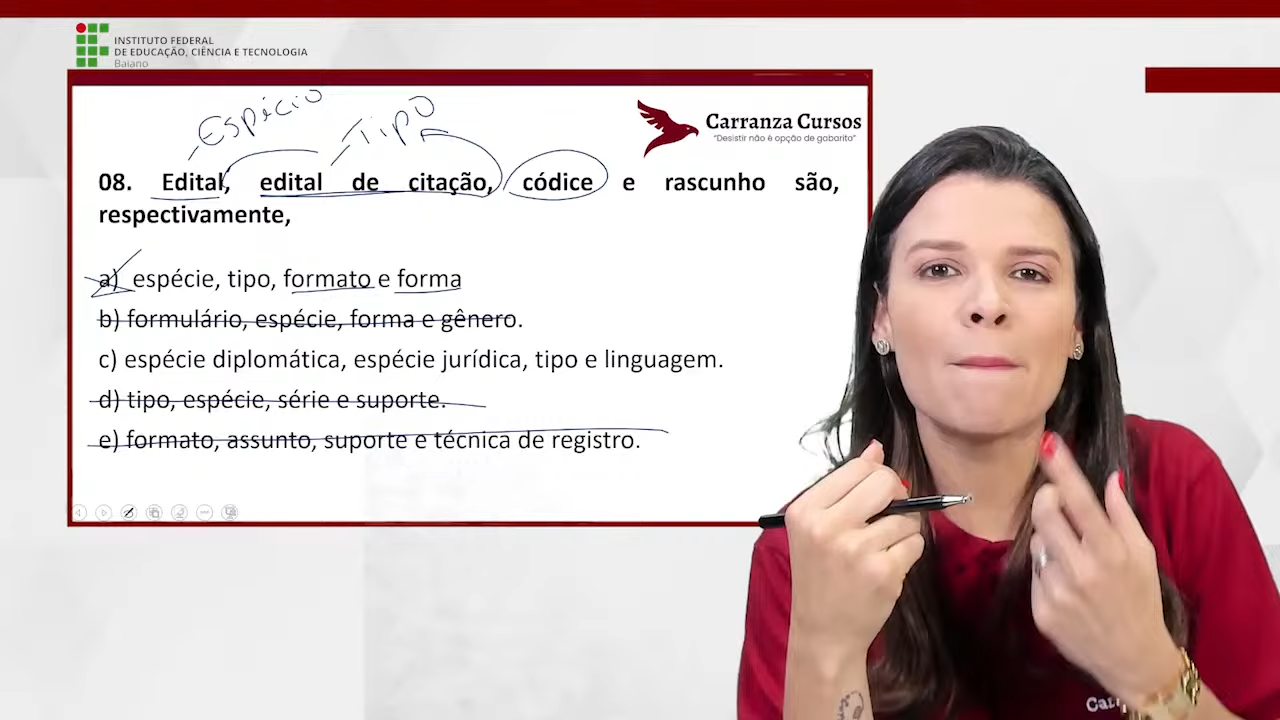 INSTITUTO FEDERAL
DE EDUCAÇÃO, CIÊNCIA E TECNOLOGIA
Baiano
Espécie
Tipo
Carranza Cursos
"Desistir não é opção de gabarito"
08. Edital, edital de citação, códice e rascunho são,
respectivamente,
a) espécie, tipo, formato e forma
b) formulário, espécie, forma e gênero.
c) espécie diplomática, espécie jurídica, tipo e linguagem.
d) tipo, espécie, série e suporte.
e) formato, assunto, suporte e técnica de registro.